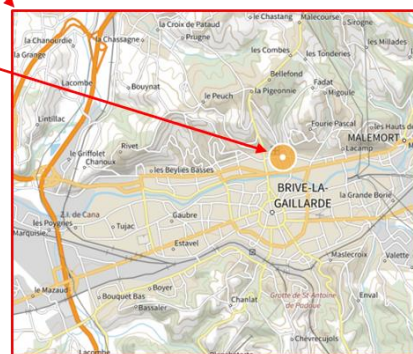 le Chastang
Malecourse
Sirogne
la Croix de Pataud
la Chanourdie
la Chassagne
Prugne
les Combes
les Tonderies
les Millades
la Grange
Bellefond
Lacombe
Bouynat
Fadat
le Peuch
la Pigeonnie
Migoule
Lintillac
Fourie Pascal
les Hauts de
MALEMORT
Rivet
le Griffolet
Lacamp
Chanoux
les Beylies Basses
BRIVE-LA-
GAILLARDE
la Grande Borie
Z.I. de Cana
les Poygnes
Gaubre
Marquisie
Tujac
Estavel
Maslecroix
Valette
le Mazaud
Boyer
Bouquet Bas
Chanlat
Grotte de St-Antoine
de Padoue
Enval
Bassaler
Chèvrecujols
Lacombe